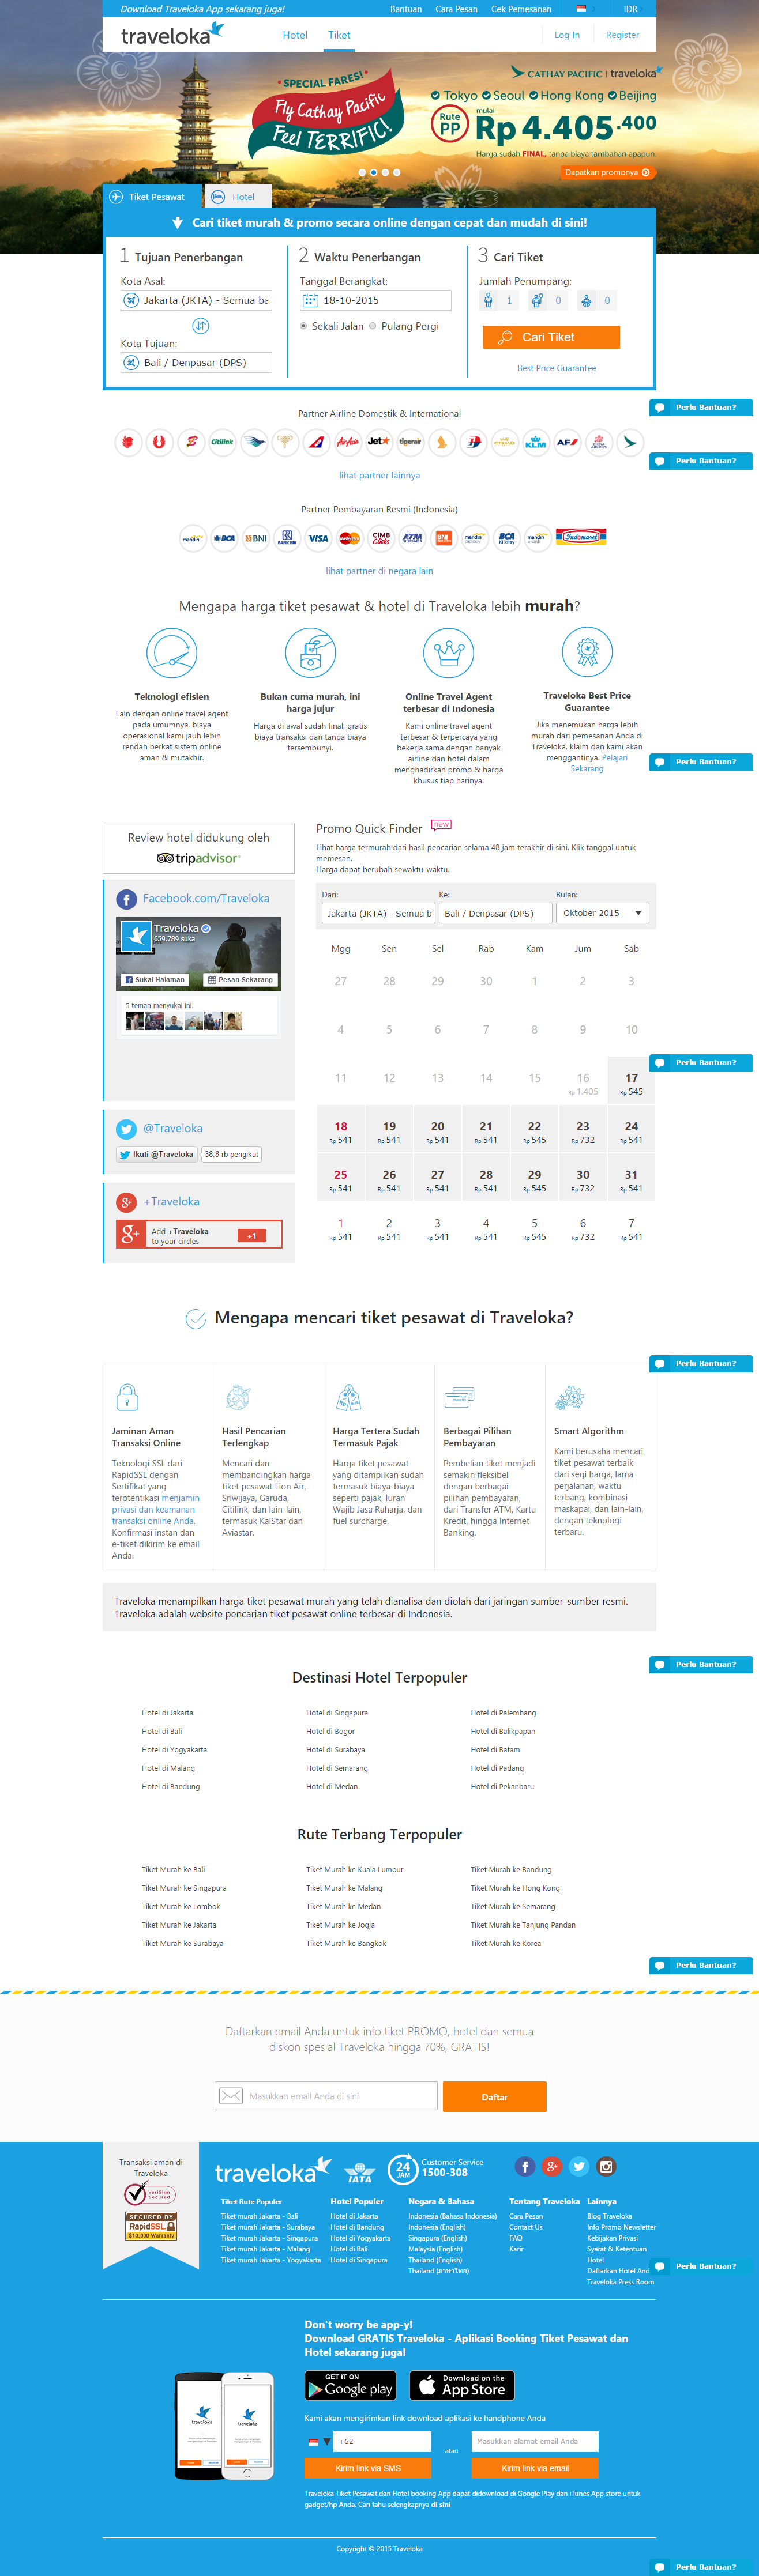 Download Traveloka App sekarang juga!
Bantuan Cara Pesan Cek Pemesanan IDR
traveloka Hotel Tiket Log In Register
SPECIAL FARES!
Fly Cathay Pacific
Feel TERRIFIC!
CATHAY PACIFIC | traveloka
Tokyo Seoul Hong Kong Beijing
Rute PP mulai Rp 4.405.400
Harga sudah FINAL, tanpa biaya tambahan apapun.
Dapatkan promonya
Tiket Pesawat Hotel
Cari tiket murah & promo secara online dengan cepat dan mudah di sini!
1 Tujuan Penerbangan
Kota Asal:
Jakarta (JKTA) - Semua ba
Kota Tujuan:
Bali / Denpasar (DPS)
2 Waktu Penerbangan
Tanggal Berangkat:
18-10-2015
Sekali Jalan Pulang Pergi
3 Cari Tiket
Jumlah Penumpang:
1 0 0
Cari Tiket
Best Price Guarantee
Perlu Bantuan?
Partner Airline Domestik & International
Citilink AirAsia Jet tigerair ETIHAD KLM AF CHINA AIRLINES
Perlu Bantuan?
lihat partner lainnya
Partner Pembayaran Resmi (Indonesia)
mandiri BCA BNI BANK BRI VISA MasterCard CIMB Clicks ATM BERSAMA BNI mandiri clickpay BCA KlikPay mandiri Indomaret
lihat partner di negara lain
Mengapa harga tiket pesawat & hotel di Traveloka lebih murah?
Teknologi efisien
Lain dengan online travel agent
pada umumnya, biaya
operasional kami jauh lebih
rendah berkat sistem online
aman & mutakhir.
Bukan cuma murah, ini
harga jujur
Harga di awal sudah final, gratis
biaya transaksi dan tanpa biaya
tersembunyi.
Online Travel Agent
terbesar di Indonesia
Kami online travel agent
terbesar & terpercaya yang
bekerja sama dengan banyak
airline dan hotel dalam
menghadirkan promo & harga
khusus tiap harinya.
Traveloka Best Price
Guarantee
Jika menemukan harga lebih
murah dari pemesanan Anda di
Traveloka, klaim dan kami akan
menggantinya. Pelajari
Sekarang
Perlu Bantuan?
Review hotel didukung oleh
tripadvisor
Facebook.com/Traveloka
Traveloka
659.789 suka
Sukai Halaman Pesan Sekarang
5 teman menyukai ini.
@Traveloka
Ikuti @Traveloka 38,8 rb pengikut
+Traveloka
Add +Traveloka
to your circles
+1
Promo Quick Finder new
Lihat harga termurah dari hasil pencarian selama 48 jam terakhir di sini. Klik tanggal untuk
memesan.
Harga dapat berubah sewaktu-waktu.
Dari: Ke: Bulan:
Jakarta (JKTA) - Semua b Bali / Denpasar (DPS) Oktober 2015
Mgg Sen Sel Rab Kam Jum Sab
27 28 29 30 1 2 3
4 5 6 7 8 9 10
Perlu Bantuan?
11 12 13 14 15 16 17
Rp 1.405 Rp 545
18 19 20 21 22 23 24
Rp 541 Rp 541 Rp 541 Rp 541 Rp 545 Rp 732 Rp 541
25 26 27 28 29 30 31
Rp 541 Rp 541 Rp 541 Rp 541 Rp 545 Rp 732 Rp 541
1 2 3 4 5 6 7
Rp 541 Rp 541 Rp 541 Rp 541 Rp 545 Rp 732 Rp 541
Mengapa mencari tiket pesawat di Traveloka?
Perlu Bantuan?
Jaminan Aman
Transaksi Online
Teknologi SSL dari
RapidSSL dengan
Sertifikat yang
terotentikasi menjamin
privasi dan keamanan
transaksi online Anda.
Konfirmasi instan dan
e-tiket dikirim ke email
Anda.
Hasil Pencarian
Terlengkap
Mencari dan
membandingkan harga
tiket pesawat Lion Air,
Sriwijaya, Garuda,
Citilink, dan lain-lain,
termasuk KalStar dan
Aviastar.
Harga Tertera Sudah
Termasuk Pajak
Harga tiket pesawat
yang ditampilkan sudah
termasuk biaya-biaya
seperti pajak, Iuran
Wajib Jasa Raharja, dan
fuel surcharge.
Berbagai Pilihan
Pembayaran
Pembelian tiket menjadi
semakin fleksibel
dengan berbagai
pilihan pembayaran,
dari Transfer ATM, Kartu
Kredit, hingga Internet
Banking.
Smart Algorithm
Kami berusaha mencari
tiket pesawat terbaik
dari segi harga, lama
perjalanan, waktu
terbang, kombinasi
maskapai, dan lain-lain,
dengan teknologi
terbaru.
Traveloka menampilkan harga tiket pesawat murah yang telah dianalisa dan diolah dari jaringan sumber-sumber resmi.
Traveloka adalah website pencarian tiket pesawat online terbesar di Indonesia.
Perlu Bantuan?
Destinasi Hotel Terpopuler
Hotel di Jakarta Hotel di Singapura Hotel di Palembang
Hotel di Bali Hotel di Bogor Hotel di Balikpapan
Hotel di Yogyakarta Hotel di Surabaya Hotel di Batam
Hotel di Malang Hotel di Semarang Hotel di Padang
Hotel di Bandung Hotel di Medan Hotel di Pekanbaru
Rute Terbang Terpopuler
Tiket Murah ke Bali Tiket Murah ke Kuala Lumpur Tiket Murah ke Bandung
Tiket Murah ke Singapura Tiket Murah ke Malang Tiket Murah ke Hong Kong
Tiket Murah ke Lombok Tiket Murah ke Medan Tiket Murah ke Semarang
Tiket Murah ke Jakarta Tiket Murah ke Jogja Tiket Murah ke Tanjung Pandan
Tiket Murah ke Surabaya Tiket Murah ke Bangkok Tiket Murah ke Korea
Perlu Bantuan?
Daftarkan email Anda untuk info tiket PROMO, hotel dan semua
diskon spesial Traveloka hingga 70%, GRATIS!
Masukkan email Anda di sini Daftar
Transaksi aman di
Traveloka
VeriSign
Secured
SECURED BY
RapidSSL
$10,000 Warranty
traveloka IATA 24 JAM Customer Service
1500-308
Tiket Rute Populer
Tiket murah Jakarta - Bali
Tiket murah Jakarta - Surabaya
Tiket murah Jakarta - Singapura
Tiket murah Jakarta - Malang
Tiket murah Jakarta - Yogyakarta
Hotel Populer
Hotel di Jakarta
Hotel di Bandung
Hotel di Yogyakarta
Hotel di Bali
Hotel di Singapura
Negara & Bahasa
Indonesia (Bahasa Indonesia)
Indonesia (English)
Singapura (English)
Malaysia (English)
Thailand (English)
Thailand (ภาษาไทย)
Tentang Traveloka
Cara Pesan
Contact Us
FAQ
Karir
Lainnya
Blog Traveloka
Info Promo Newsletter
Kebijakan Privasi
Syarat & Ketentuan
Hotel
Daftarkan Hotel And
Traveloka Press Room
Perlu Bantuan?
Don't worry be app-y!
Download GRATIS Traveloka - Aplikasi Booking Tiket Pesawat dan
Hotel sekarang juga!
traveloka traveloka
GET IT ON
Google play
Download on the
App Store
Kami akan mengirimkan link download aplikasi ke handphone Anda
+62 atau Masukkan alamat email Anda
Kirim link via SMS Kirim link via email
Traveloka Tiket Pesawat dan Hotel booking App dapat didownload di Google Play dan iTunes App store untuk
gadget/hp Anda. Cari tahu selengkapnya di sini
Copyright © 2015 Traveloka
Perlu Bantuan?